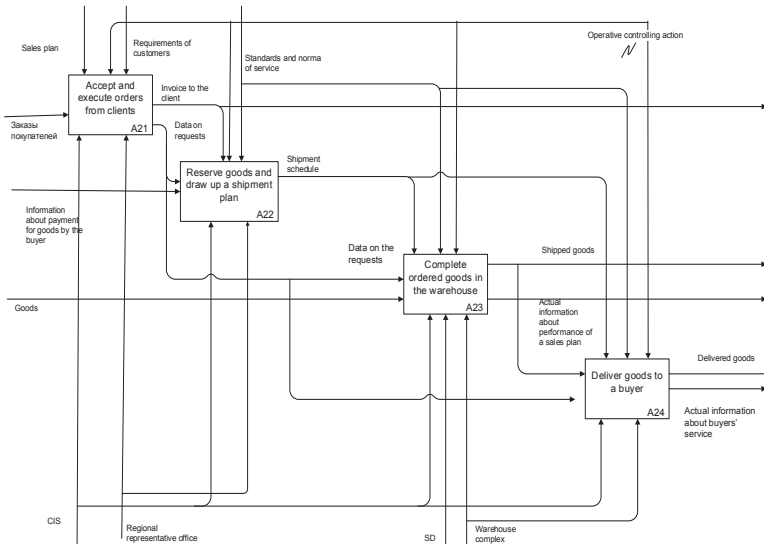 Sales plan
Requirements of
customers
Operative controlling action
Standards and norma
of service
Accept and
execute orders
from clients
A21
Invoice to the
client
Заказы
покупателей
Data on
requests
Reserve goods and
draw up a shipment
plan
A22
Shipment
schedule
Information
about payment
for goods by the
buyer
Data on the
requests
Complete
ordered goods in
the warehouse
A23
Shipped goods
Goods
Actual
information
about
performance of
a sales plan
Deliver goods to
a buyer
A24
Delivered goods
Actual information
about buyers'
service
CIS
Regional
representative office
SD
Warehouse
complex